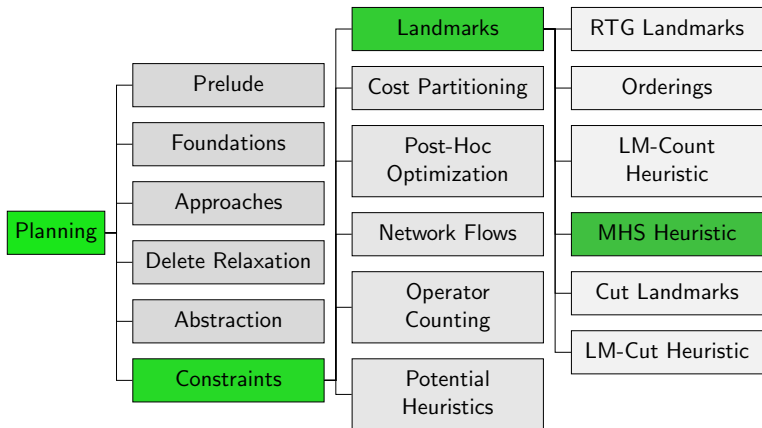 Planning
Prelude
Foundations
Approaches
Delete Relaxation
Abstraction
Constraints
Landmarks
Cost Partitioning
Post-Hoc
Optimization
Network Flows
Operator
Counting
Potential
Heuristics
RTG Landmarks
Orderings
LM-Count
Heuristic
MHS Heuristic
Cut Landmarks
LM-Cut Heuristic